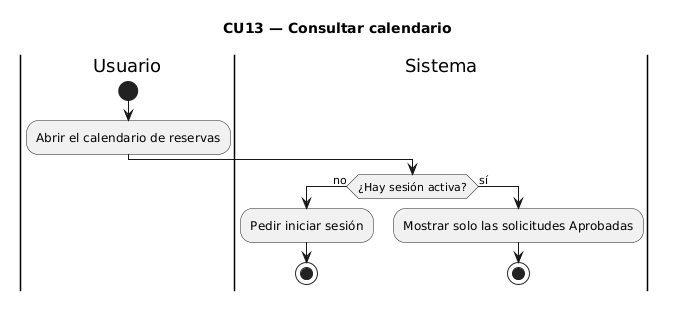 CU13 — Consultar calendario
Usuario
Sistema
Abrir el calendario de reservas
¿Hay sesión activa?
no
sí
Pedir iniciar sesión
Mostrar solo las solicitudes Aprobadas